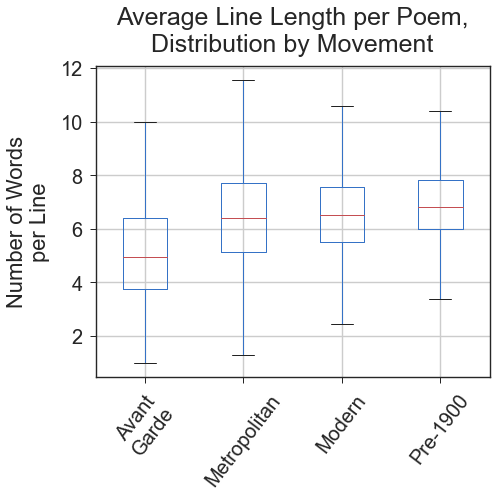 Average Line Length per Poem,
Distribution by Movement
Number of Words
per Line
12
10
8
6
4
2
Avant
Garde
Metropolitan
Modern
Pre-1900